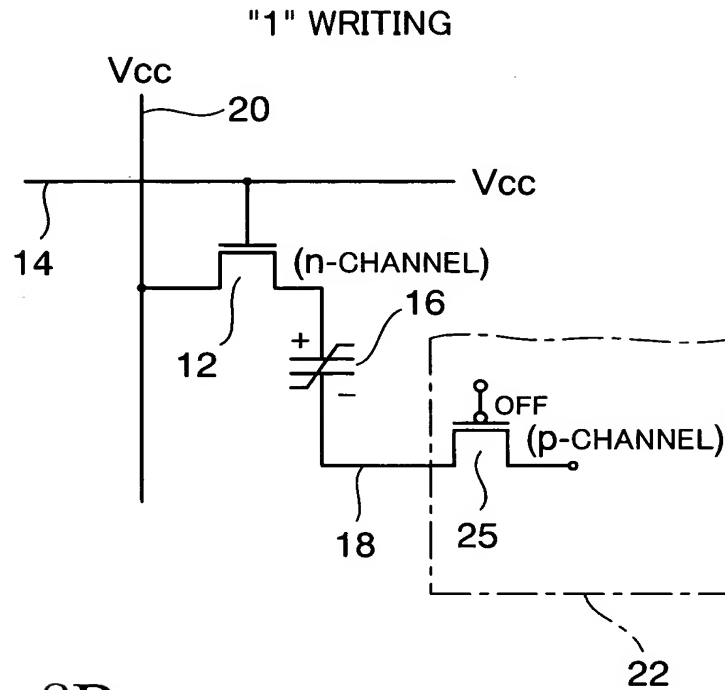 "1" WRITING
Vcc
20
Vcc
14
(n-CHANNEL)
12
16
+
−
OFF
(p-CHANNEL)
18
25
22